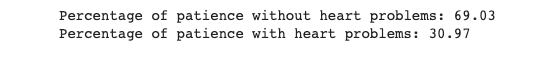 Percentage of patience without heart problems: 69.03
Percentage of patience with heart problems: 30.97